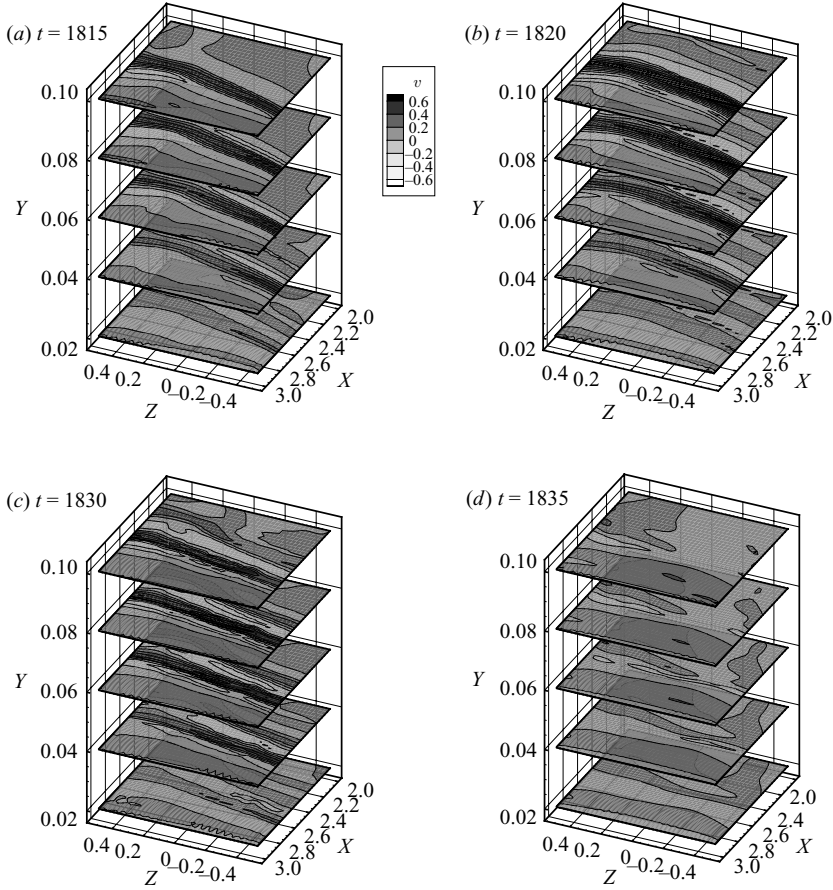 (a) t = 1815
(b) t = 1820
v
0.6
0.4
0.2
0
–0.2
–0.4
–0.6
0.10
0.08
0.06
0.04
0.02
Y
0.4 0.2 0 –0.2 –0.4
Z
3.0 2.8 2.6 2.4 2.2 2.0
X
0.10
0.08
0.06
0.04
0.02
Y
0.4 0.2 0 –0.2 –0.4
Z
3.0 2.8 2.6 2.4 2.2 2.0
X
(c) t = 1830
(d) t = 1835
0.10
0.08
0.06
0.04
0.02
Y
0.4 0.2 0 –0.2 –0.4
Z
3.0 2.8 2.6 2.4 2.2 2.0
X
0.10
0.08
0.06
0.04
0.02
Y
0.4 0.2 0 –0.2 –0.4
Z
3.0 2.8 2.6 2.4 2.2 2.0
X